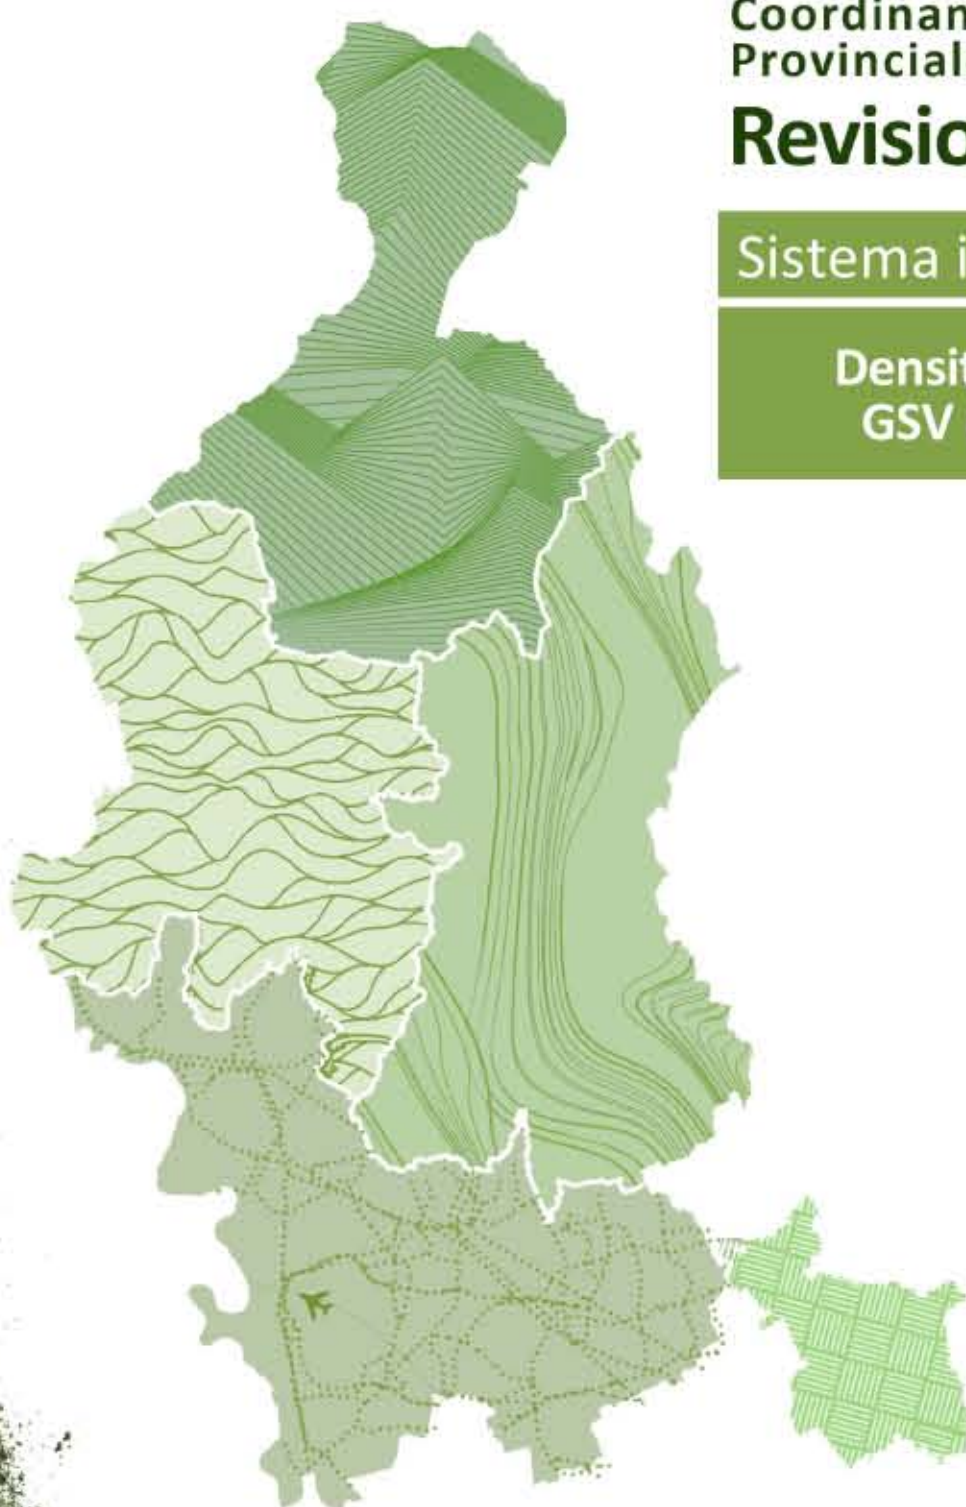 Coordinan
Provincial
Revisio
Sistema i
Densit
GSV